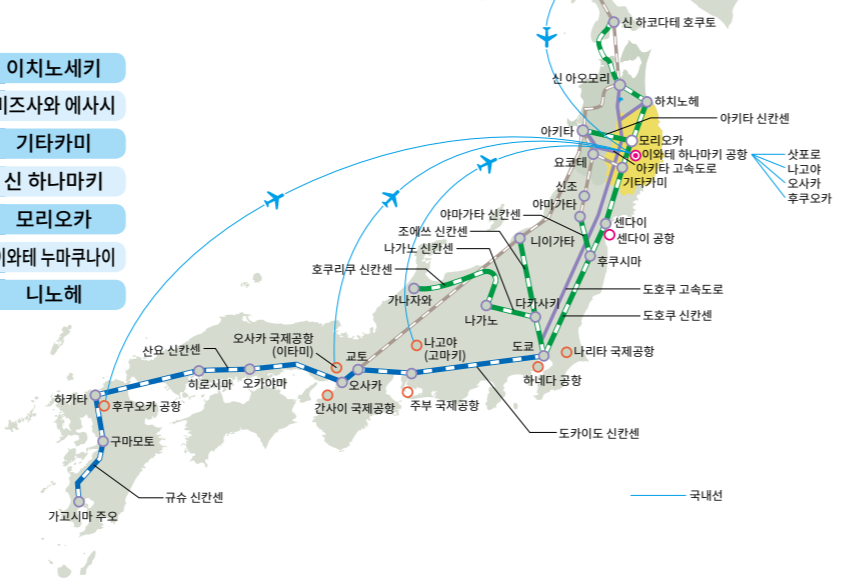 이치노세키
미즈사와 에사시
기타카미
신 하나마키
모리오카
이와테 누마쿠나이
니노헤
신 하코다테 호쿠토
신 아오모리
하치노헤
아키타 신칸센
아키타
모리오카
이와테 하나마키 공항
삿포로
나고야
오사카
후쿠오카
요코테
아키타 고속도로
기타카미
신조
야마가타
야마가타 신칸센
센다이
센다이 공항
조에쓰 신칸센
니이가타
나가노 신칸센
후쿠시마
호쿠리쿠 신칸센
가나자와
도호쿠 고속도로
다카사키
나가노
도호쿠 신칸센
오사카 국제공항
(이타미)
나고야
(고마키)
산요 신칸센
교토
도쿄
나리타 국제공항
히로시마
오카야마
오사카
하네다 공항
하카타
후쿠오카 공항
간사이 국제공항
주부 국제공항
구마모토
도카이도 신칸센
규슈 신칸센
국내선
가고시마 주오